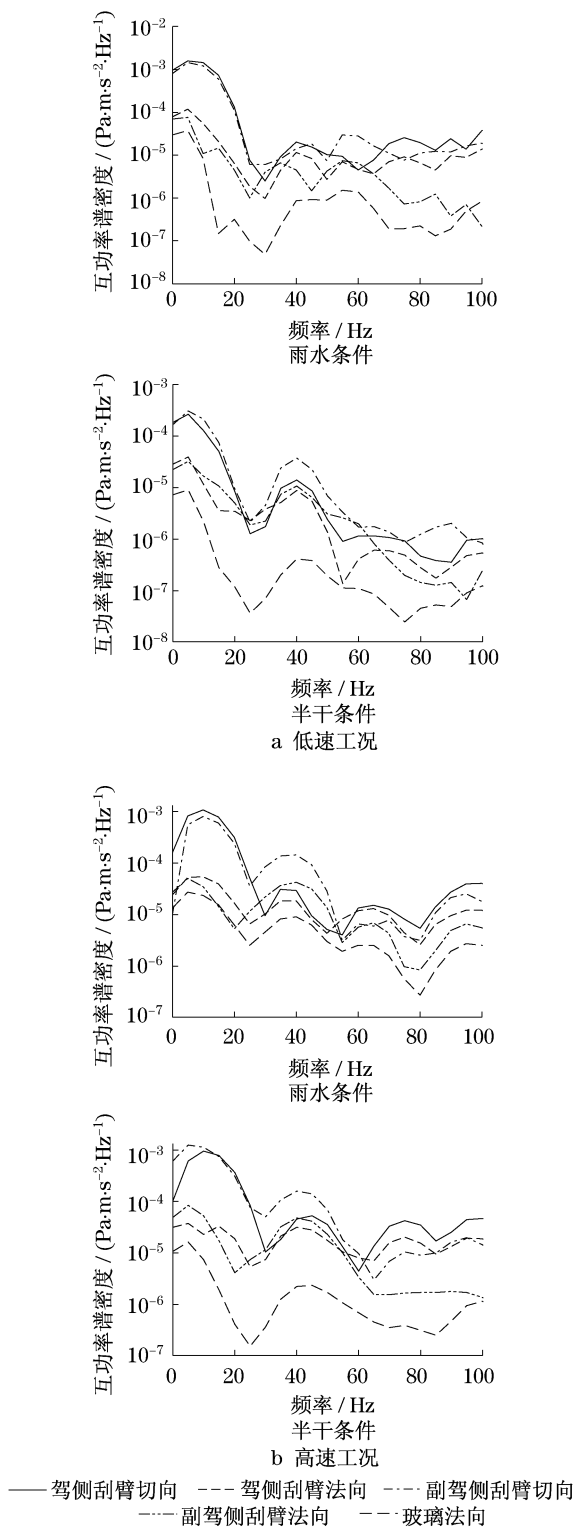 互功率谱密度 / (Pa·m·s⁻²·Hz⁻¹)
10⁻²
10⁻³
10⁻⁴
10⁻⁵
10⁻⁶
10⁻⁷
10⁻⁸
0 20 40 60 80 100
频率 / Hz
雨水条件
互功率谱密度 / (Pa·m·s⁻²·Hz⁻¹)
10⁻³
10⁻⁴
10⁻⁵
10⁻⁶
10⁻⁷
10⁻⁸
0 20 40 60 80 100
频率 / Hz
半干条件
a 低速工况
互功率谱密度 / (Pa·m·s⁻²·Hz⁻¹)
10⁻³
10⁻⁴
10⁻⁵
10⁻⁶
10⁻⁷
0 20 40 60 80 100
频率 / Hz
雨水条件
互功率谱密度 / (Pa·m·s⁻²·Hz⁻¹)
10⁻³
10⁻⁴
10⁻⁵
10⁻⁶
10⁻⁷
0 20 40 60 80 100
频率 / Hz
半干条件
b 高速工况
驾侧刮臂切向 驾侧刮臂法向 副驾侧刮臂切向
副驾侧刮臂法向 玻璃法向